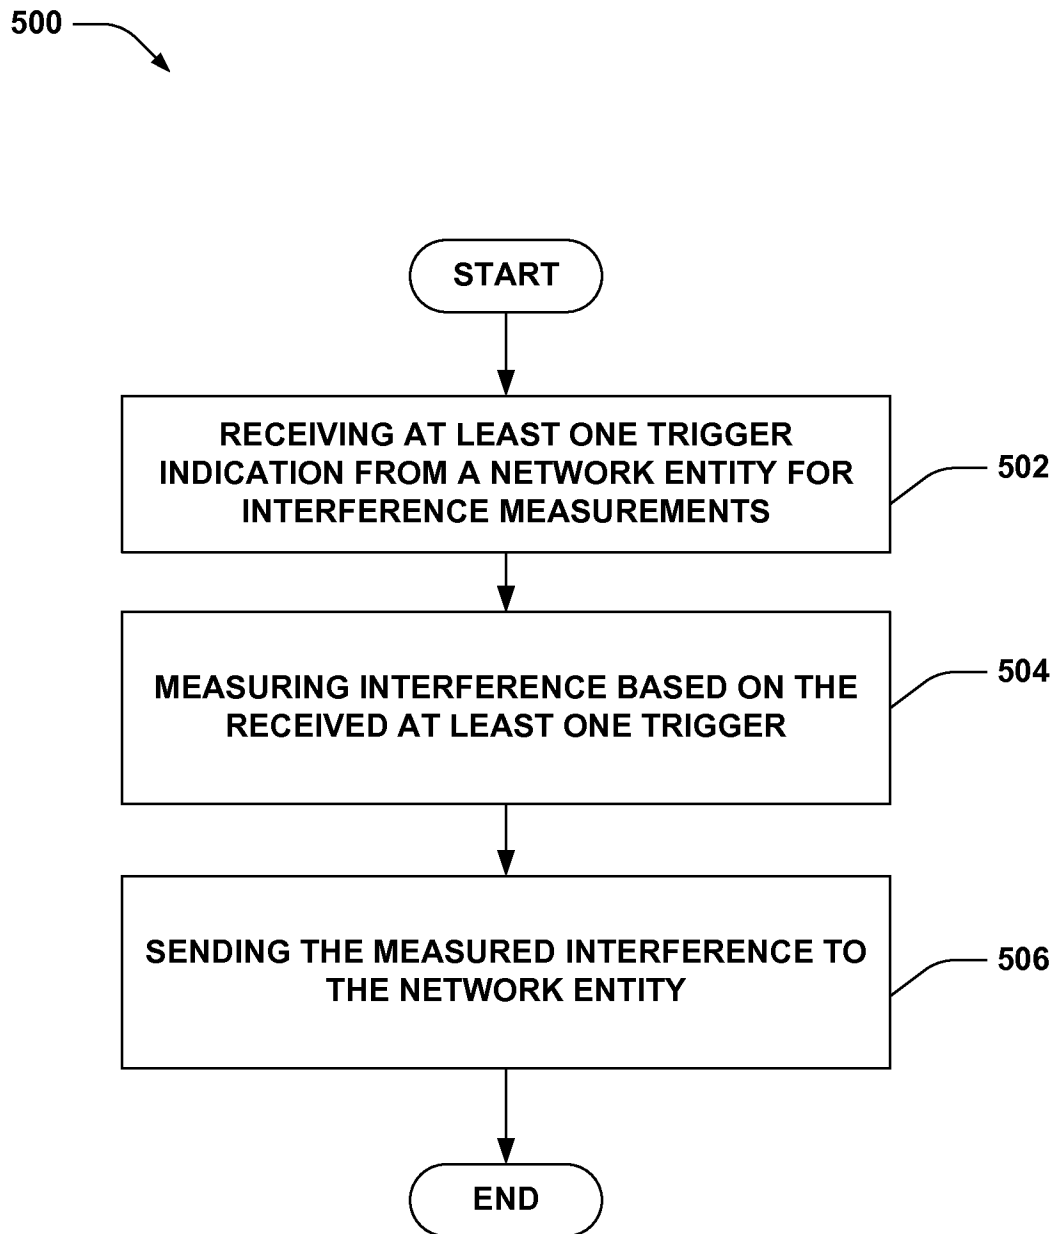 500
START
RECEIVING AT LEAST ONE TRIGGER
INDICATION FROM A NETWORK ENTITY FOR
INTERFERENCE MEASUREMENTS
502
MEASURING INTERFERENCE BASED ON THE
RECEIVED AT LEAST ONE TRIGGER
504
SENDING THE MEASURED INTERFERENCE TO
THE NETWORK ENTITY
506
END